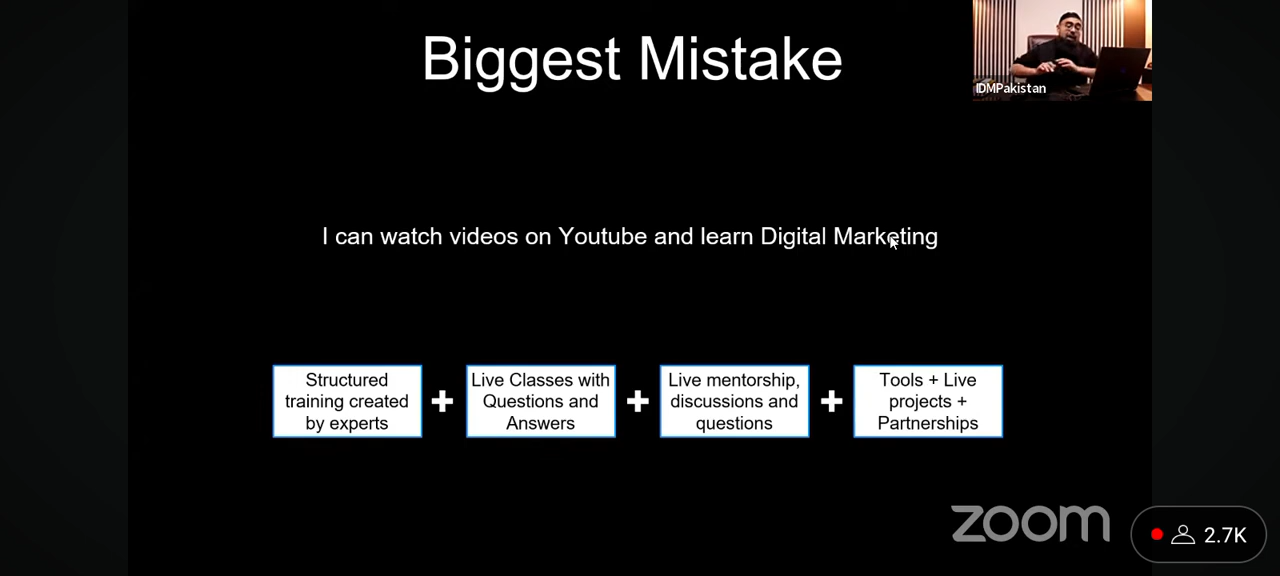 Biggest Mistake
IDMPakistan
I can watch videos on Youtube and learn Digital Marketing
Structured
training created
by experts
+
Live Classes with
Questions and
Answers
+
Live mentorship,
discussions and
questions
+
Tools + Live
projects +
Partnerships
zoom
2.7K